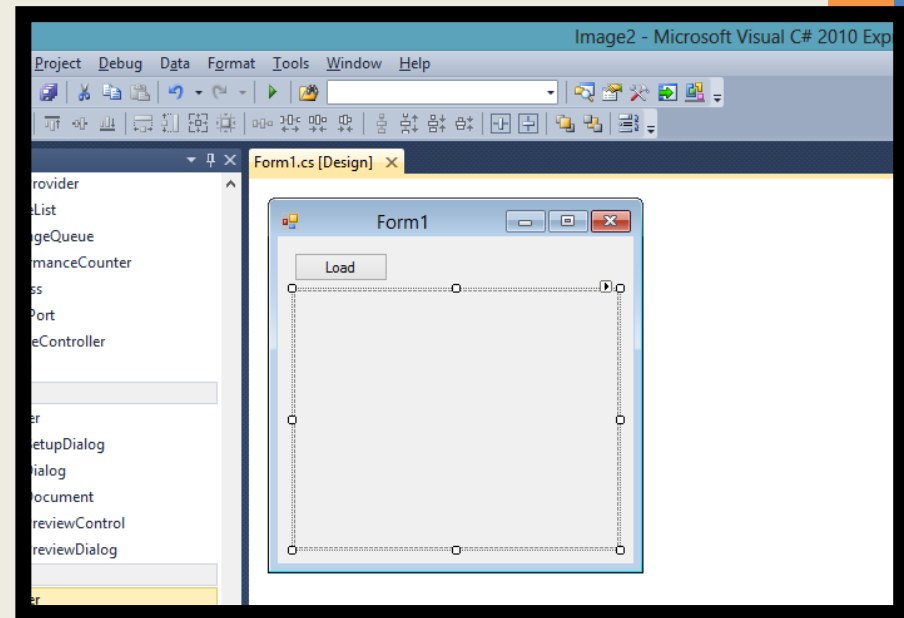 Image2 - Microsoft Visual C# 2010 Exp
Project Debug Data Format Tools Window Help
Form1.cs [Design]
rovider
List
geQueue
rmanceCounter
ss
Port
eController
er
etupDialog
ialog
ocument
reviewControl
reviewDialog
er
Form1
Load